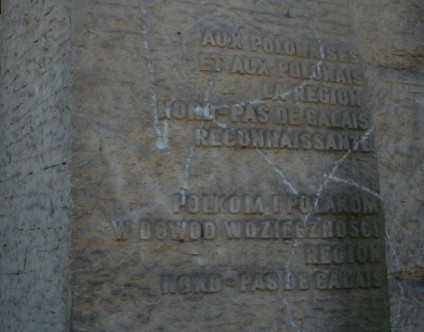 AUX POLONAISES
ET AUX POLONAIS
LA REGION
NORD-PAS DE CALAIS
RECONNAISSANTE
POLKOM I POLAKOM
W DOWOD WDZIĘCZNOŚCI
REGION
NORD-PAS DE CALAIS